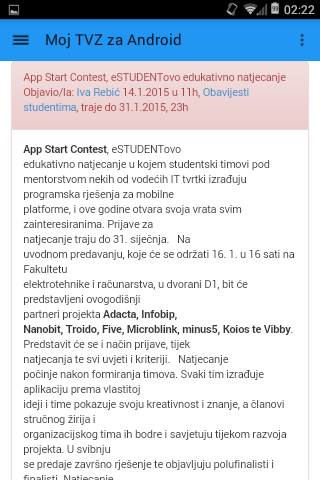 02:22
Moj TVZ za Android
App Start Contest, eSTUDENTovo edukativno natjecanje
Objavio/la: Iva Rebić 14.1.2015 u 11h, Obavijesti
studentima, traje do 31.1.2015, 23h
App Start Contest, eSTUDENTovo
edukativno natjecanje u kojem studentski timovi pod
mentorstvom nekih od vodećih IT tvrtki izrađuju
programska rješenja za mobilne
platforme, i ove godine otvara svoja vrata svim
zainteresiranima. Prijave za
natjecanje traju do 31. siječnja.   Na
uvodnom predavanju, koje će se održati 16. 1. u 16 sati na
Fakultetu
elektrotehnike i računarstva, u dvorani D1, bit će
predstavljeni ovogodišnji
partneri projekta Adacta, Infobip,
Nanobit, Troido, Five, Microblink, minus5, Koios te Vibby.
Predstavit će se i način prijave, tijek
natjecanja te svi uvjeti i kriteriji.   Natjecanje
počinje nakon formiranja timova. Svaki tim izrađuje
aplikaciju prema vlastitoj
ideji i time pokazuje svoju kreativnost i znanje, a članovi
stručnog žirija i
organizacijskog tima ih bodre i savjetuju tijekom razvoja
projekta. U svibnju
se predaje završno rješenje te objavljuju polufinalisti i
finalisti. Natjecanje